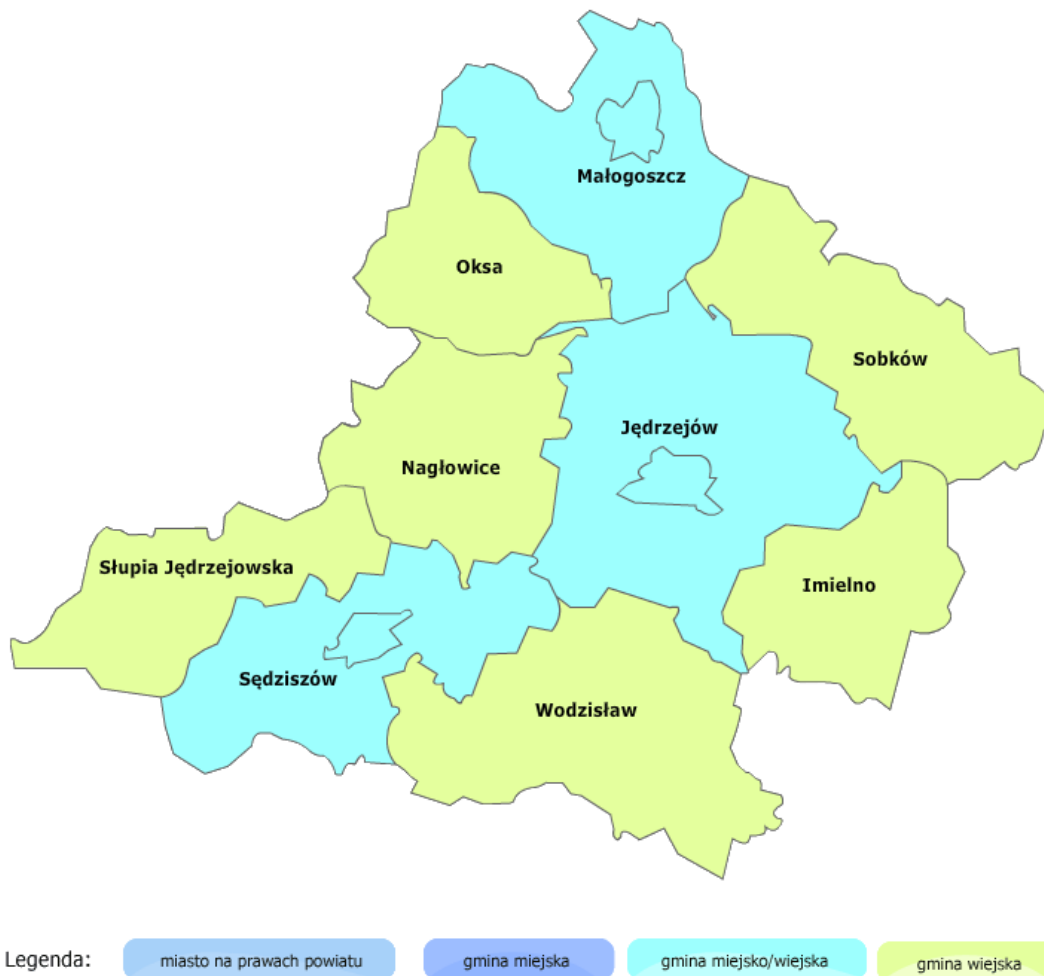 Małogoszcz
Oksa
Sobków
Jędrzejów
Nagłowice
Słupia Jędrzejowska
Imielno
Sędziszów
Wodzisław
Legenda: miasto na prawach powiatu gmina miejska gmina miejsko/wiejska gmina wiejska